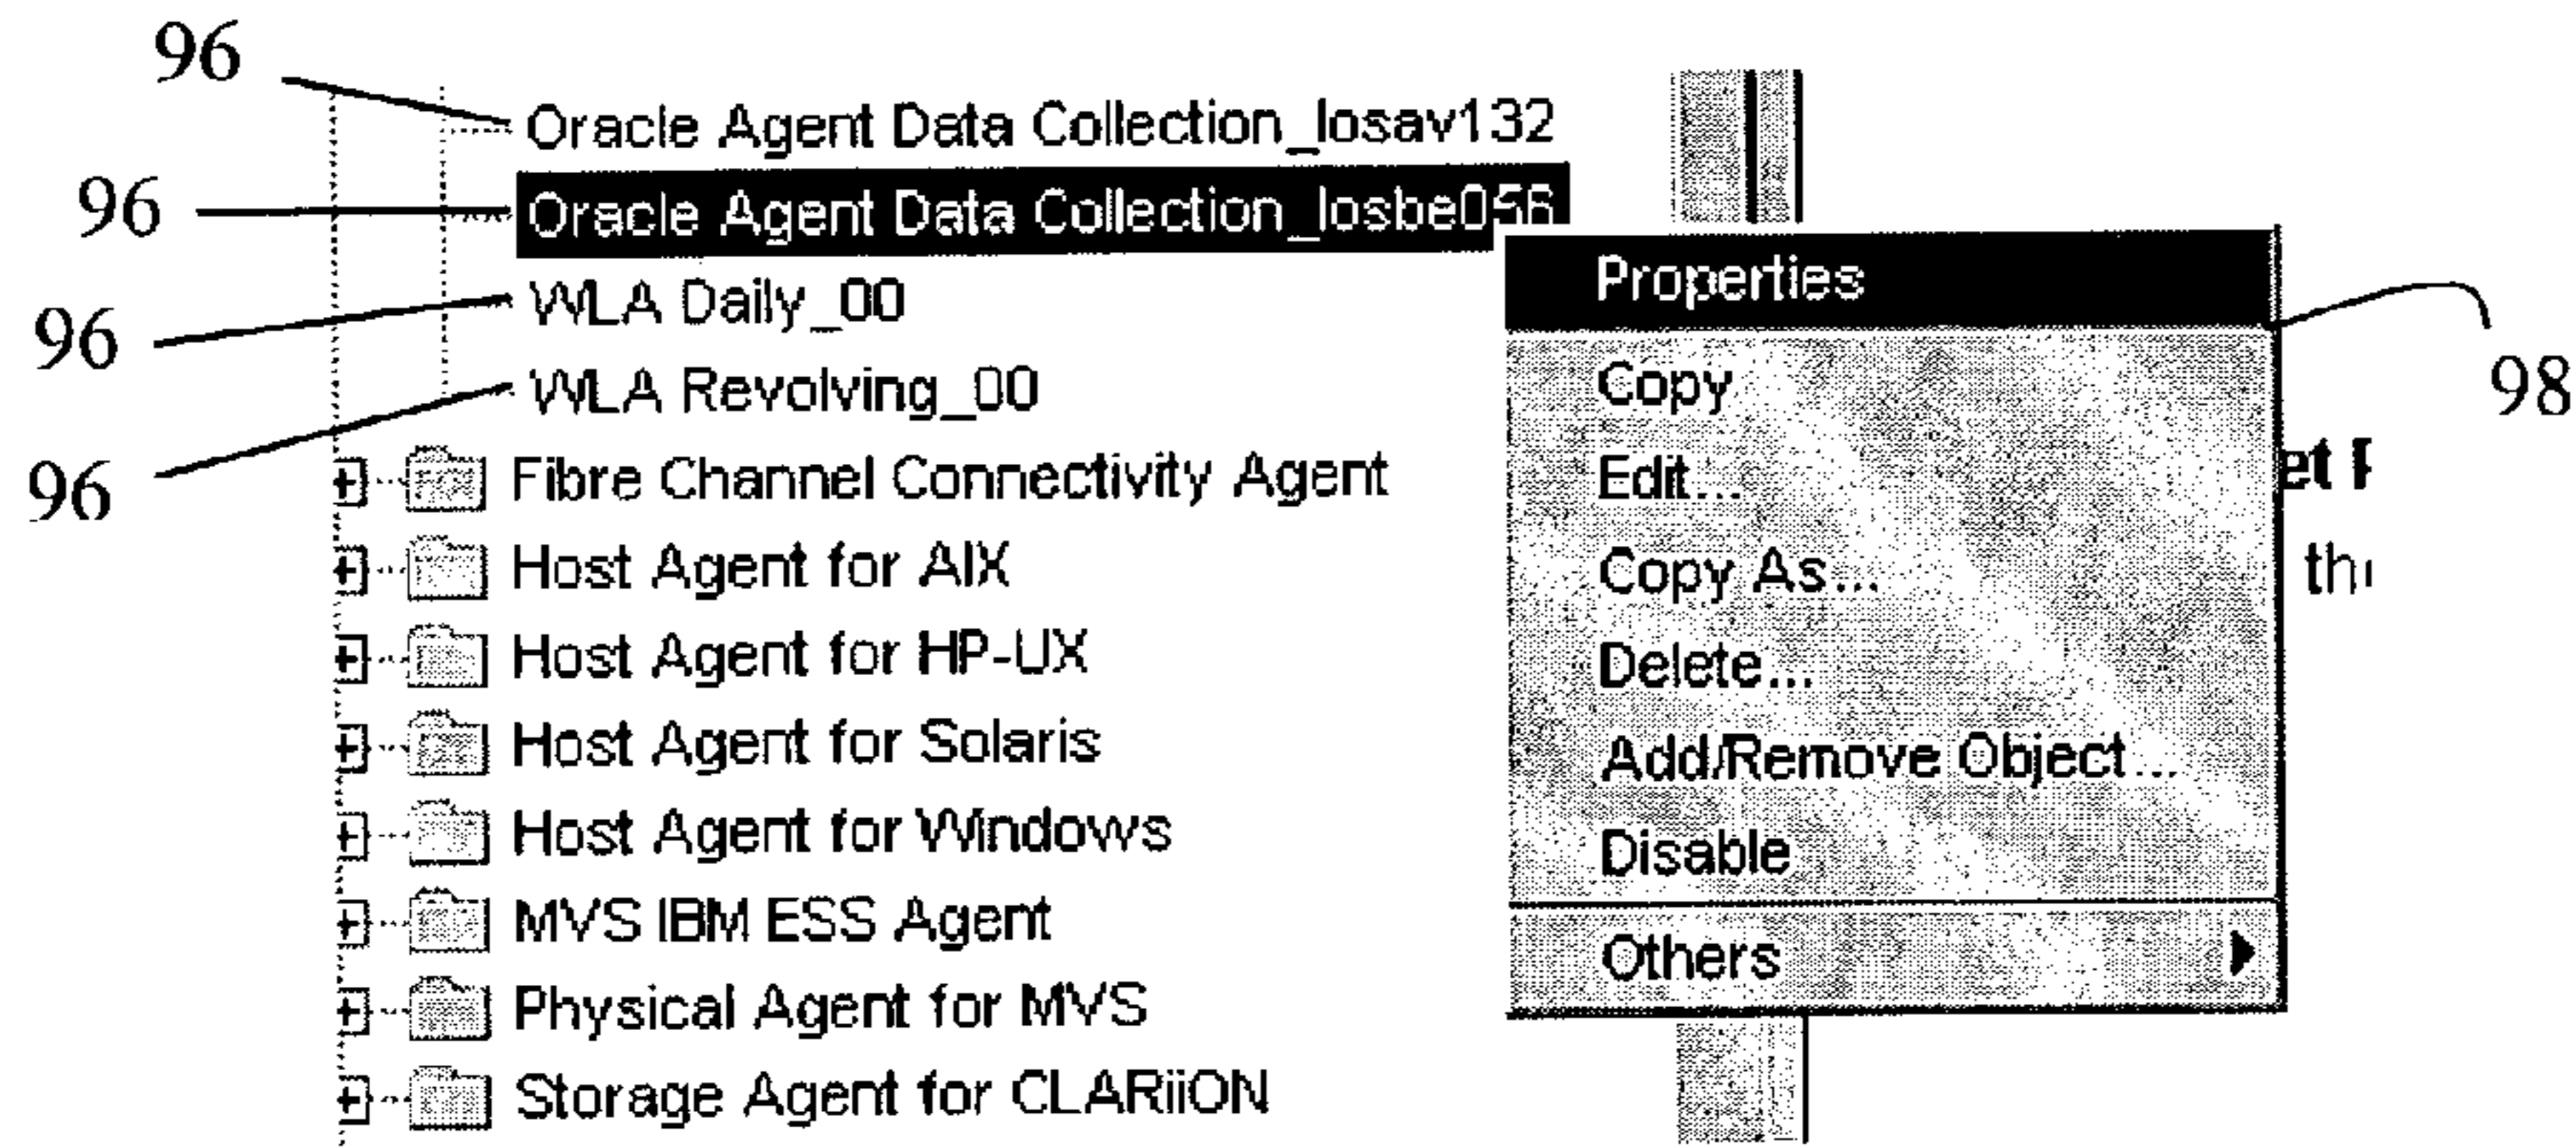 96
Oracle Agent Data Collection_losav132
96
Oracle Agent Data Collection_losbe056
96
WLA Daily_00
96
WLA Revolving_00
Fibre Channel Connectivity Agent
Host Agent for AIX
Host Agent for HP-UX
Host Agent for Solaris
Host Agent for Windows
MVS IBM ESS Agent
Physical Agent for MVS
Storage Agent for CLARiiON
Properties
Copy
Edit...
Copy As...
Delete...
Add/Remove Object...
Disable
Others
98
et